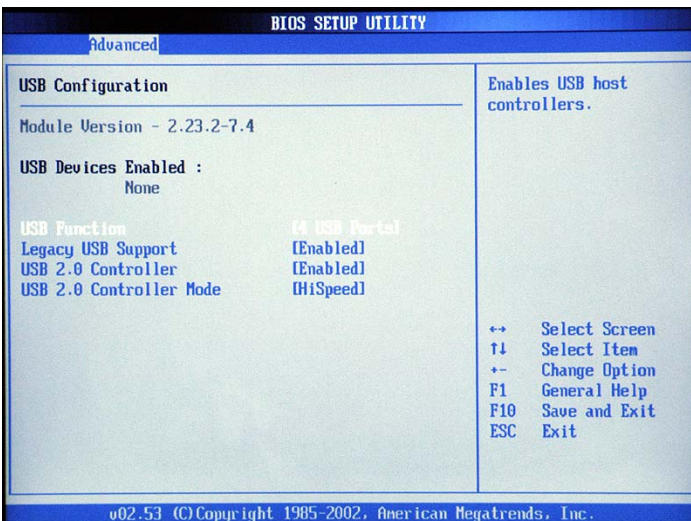 BIOS SETUP UTILITY
Advanced
USB Configuration
Module Version - 2.23.2-7.4
USB Devices Enabled :
None
USB Function [4 USB Ports]
Legacy USB Support [Enabled]
USB 2.0 Controller [Enabled]
USB 2.0 Controller Mode [HiSpeed]
Enables USB host
controllers.
↔ Select Screen
↑↓ Select Item
+- Change Option
F1 General Help
F10 Save and Exit
ESC Exit
v02.53 (C)Copyright 1985-2002, American Megatrends, Inc.